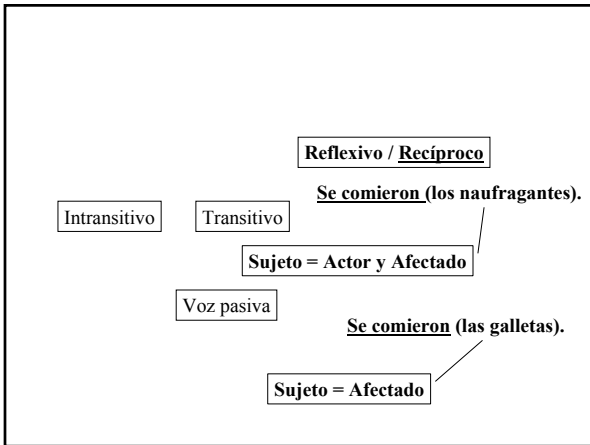 Reflexivo / Recíproco
Se comieron (los naufragantes).
Intransitivo
Transitivo
Sujeto = Actor y Afectado
Voz pasiva
Se comieron (las galletas).
Sujeto = Afectado